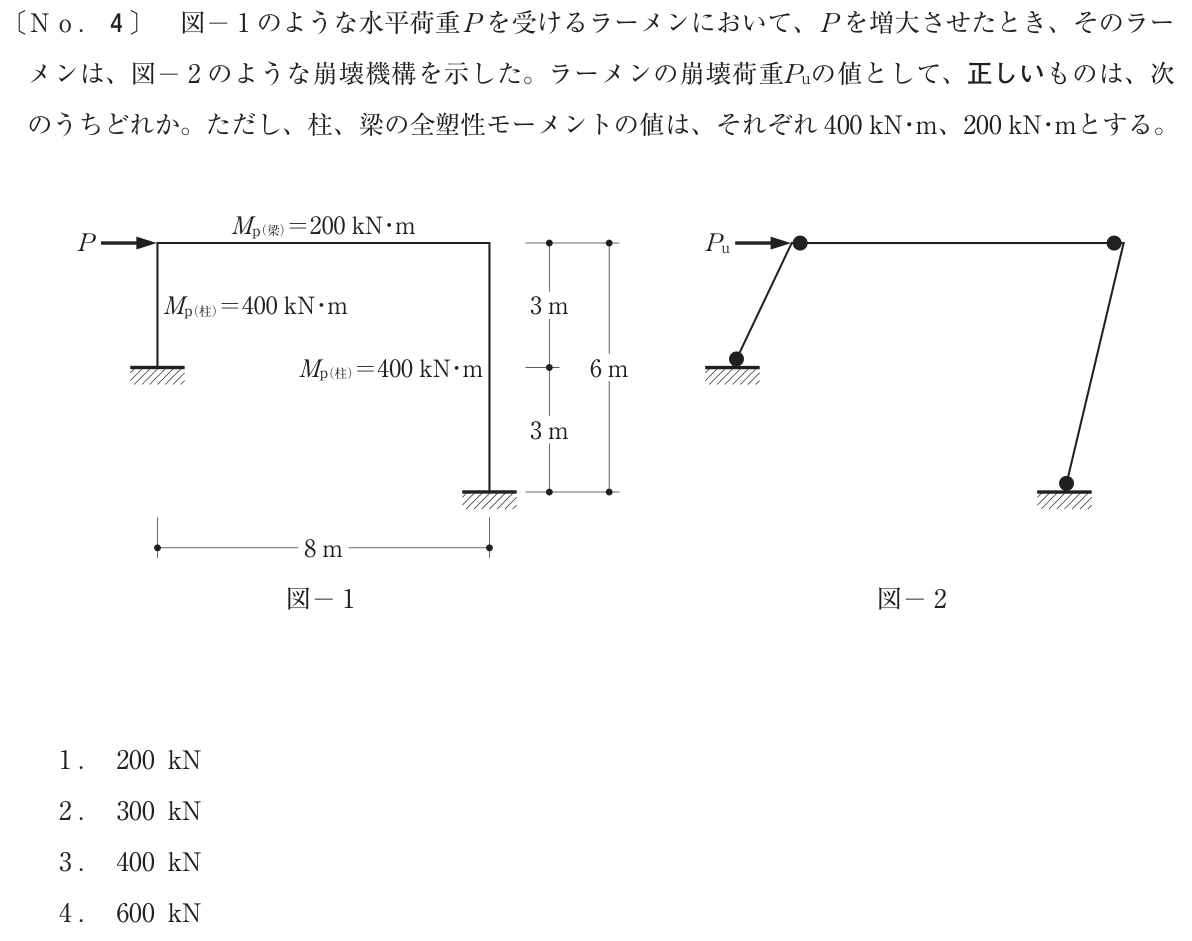 〔Ｎｏ．４〕　図－１のような水平荷重Pを受けるラーメンにおいて、Pを増大させたとき、そのラー
メンは、図－２のような崩壊機構を示した。ラーメンの崩壊荷重Puの値として、正しいものは、次
のうちどれか。ただし、柱、梁の全塑性モーメントの値は、それぞれ400 kN･m、200 kN･mとする。
Mp(梁)＝200 kN･m
P
Pu
Mp(柱)＝400 kN･m
3 m
Mp(柱)＝400 kN･m
6 m
3 m
8 m
図－１
図－２
１． 200 kN
２． 300 kN
３． 400 kN
４． 600 kN